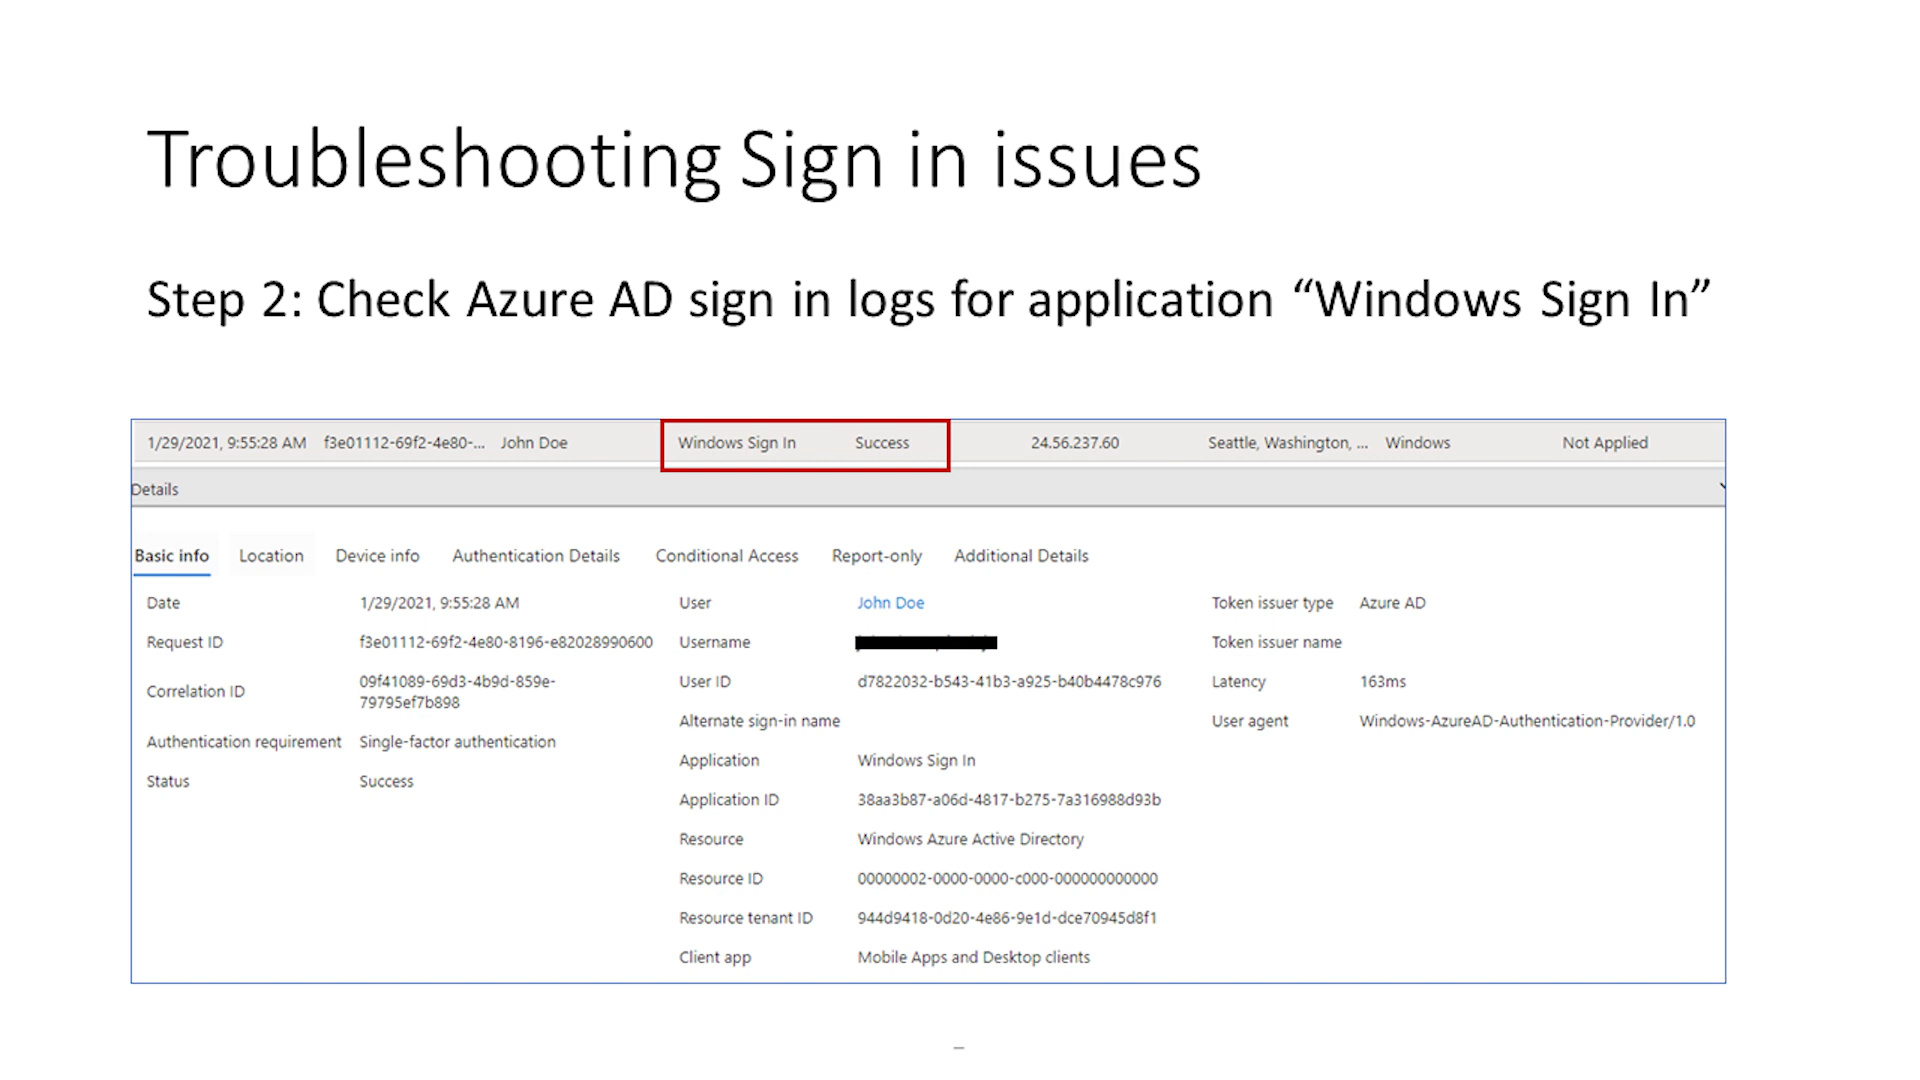 Troubleshooting Sign in issues
Step 2: Check Azure AD sign in logs for application “Windows Sign In”
1/29/2021, 9:55:28 AM f3e01112-69f2-4e80-... John Doe Windows Sign In Success 24.56.237.60 Seattle, Washington, ... Windows Not Applied
Details
Basic info Location Device info Authentication Details Conditional Access Report-only Additional Details
Date 1/29/2021, 9:55:28 AM
Request ID f3e01112-69f2-4e80-8196-e82028990600
Correlation ID 09f41089-69d3-4b9d-859e-
79795ef7b898
Authentication requirement Single-factor authentication
Status Success
User John Doe
Username
User ID d7822032-b543-41b3-a925-b40b4478c976
Alternate sign-in name
Application Windows Sign In
Application ID 38aa3b87-a06d-4817-b275-7a316988d93b
Resource Windows Azure Active Directory
Resource ID 00000002-0000-0000-c000-000000000000
Resource tenant ID 944d9418-0d20-4e86-9e1d-dce70945d8f1
Client app Mobile Apps and Desktop clients
Token issuer type Azure AD
Token issuer name
Latency 163ms
User agent Windows-AzureAD-Authentication-Provider/1.0